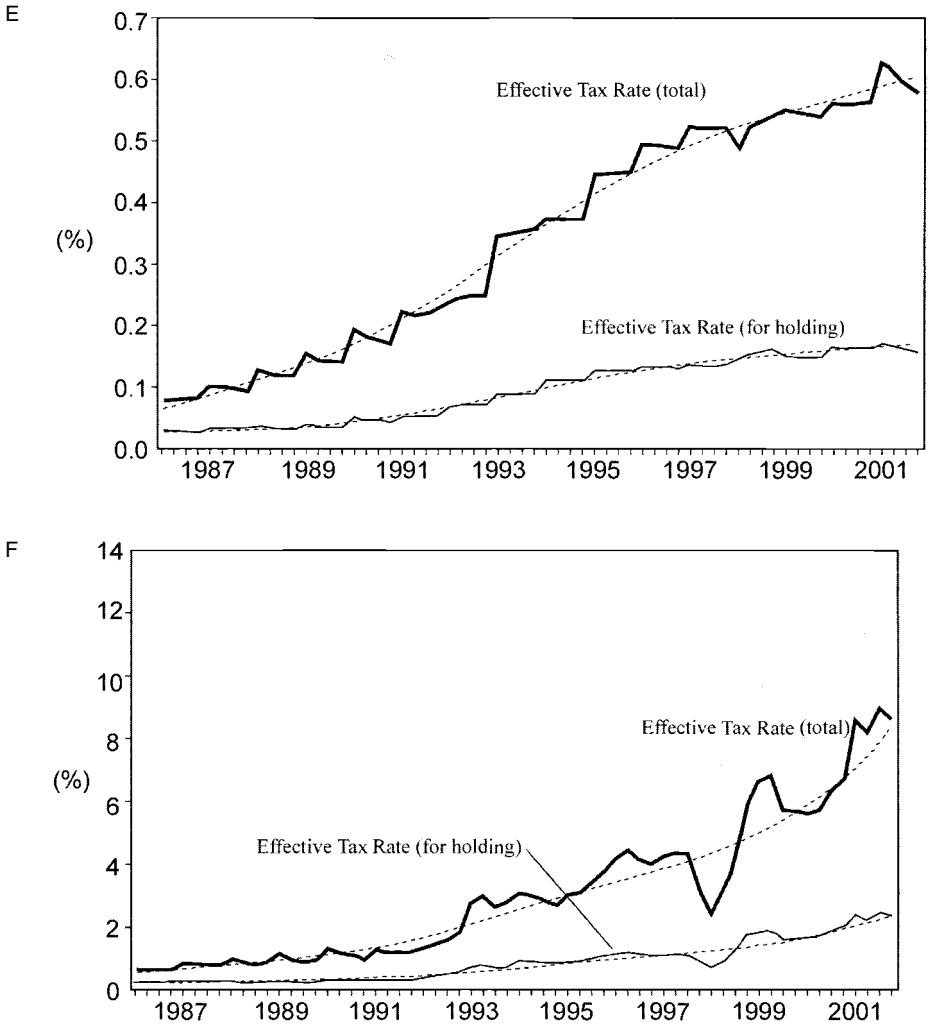 E
0.7
0.6
Effective Tax Rate (total)
0.5
0.4
(%)
0.3
Effective Tax Rate (for holding)
0.2
0.1
0.0
1987 1989 1991 1993 1995 1997 1999 2001
F
14
12
10
Effective Tax Rate (total)
8
(%)
6
Effective Tax Rate (for holding)
4
2
0
1987 1989 1991 1993 1995 1997 1999 2001